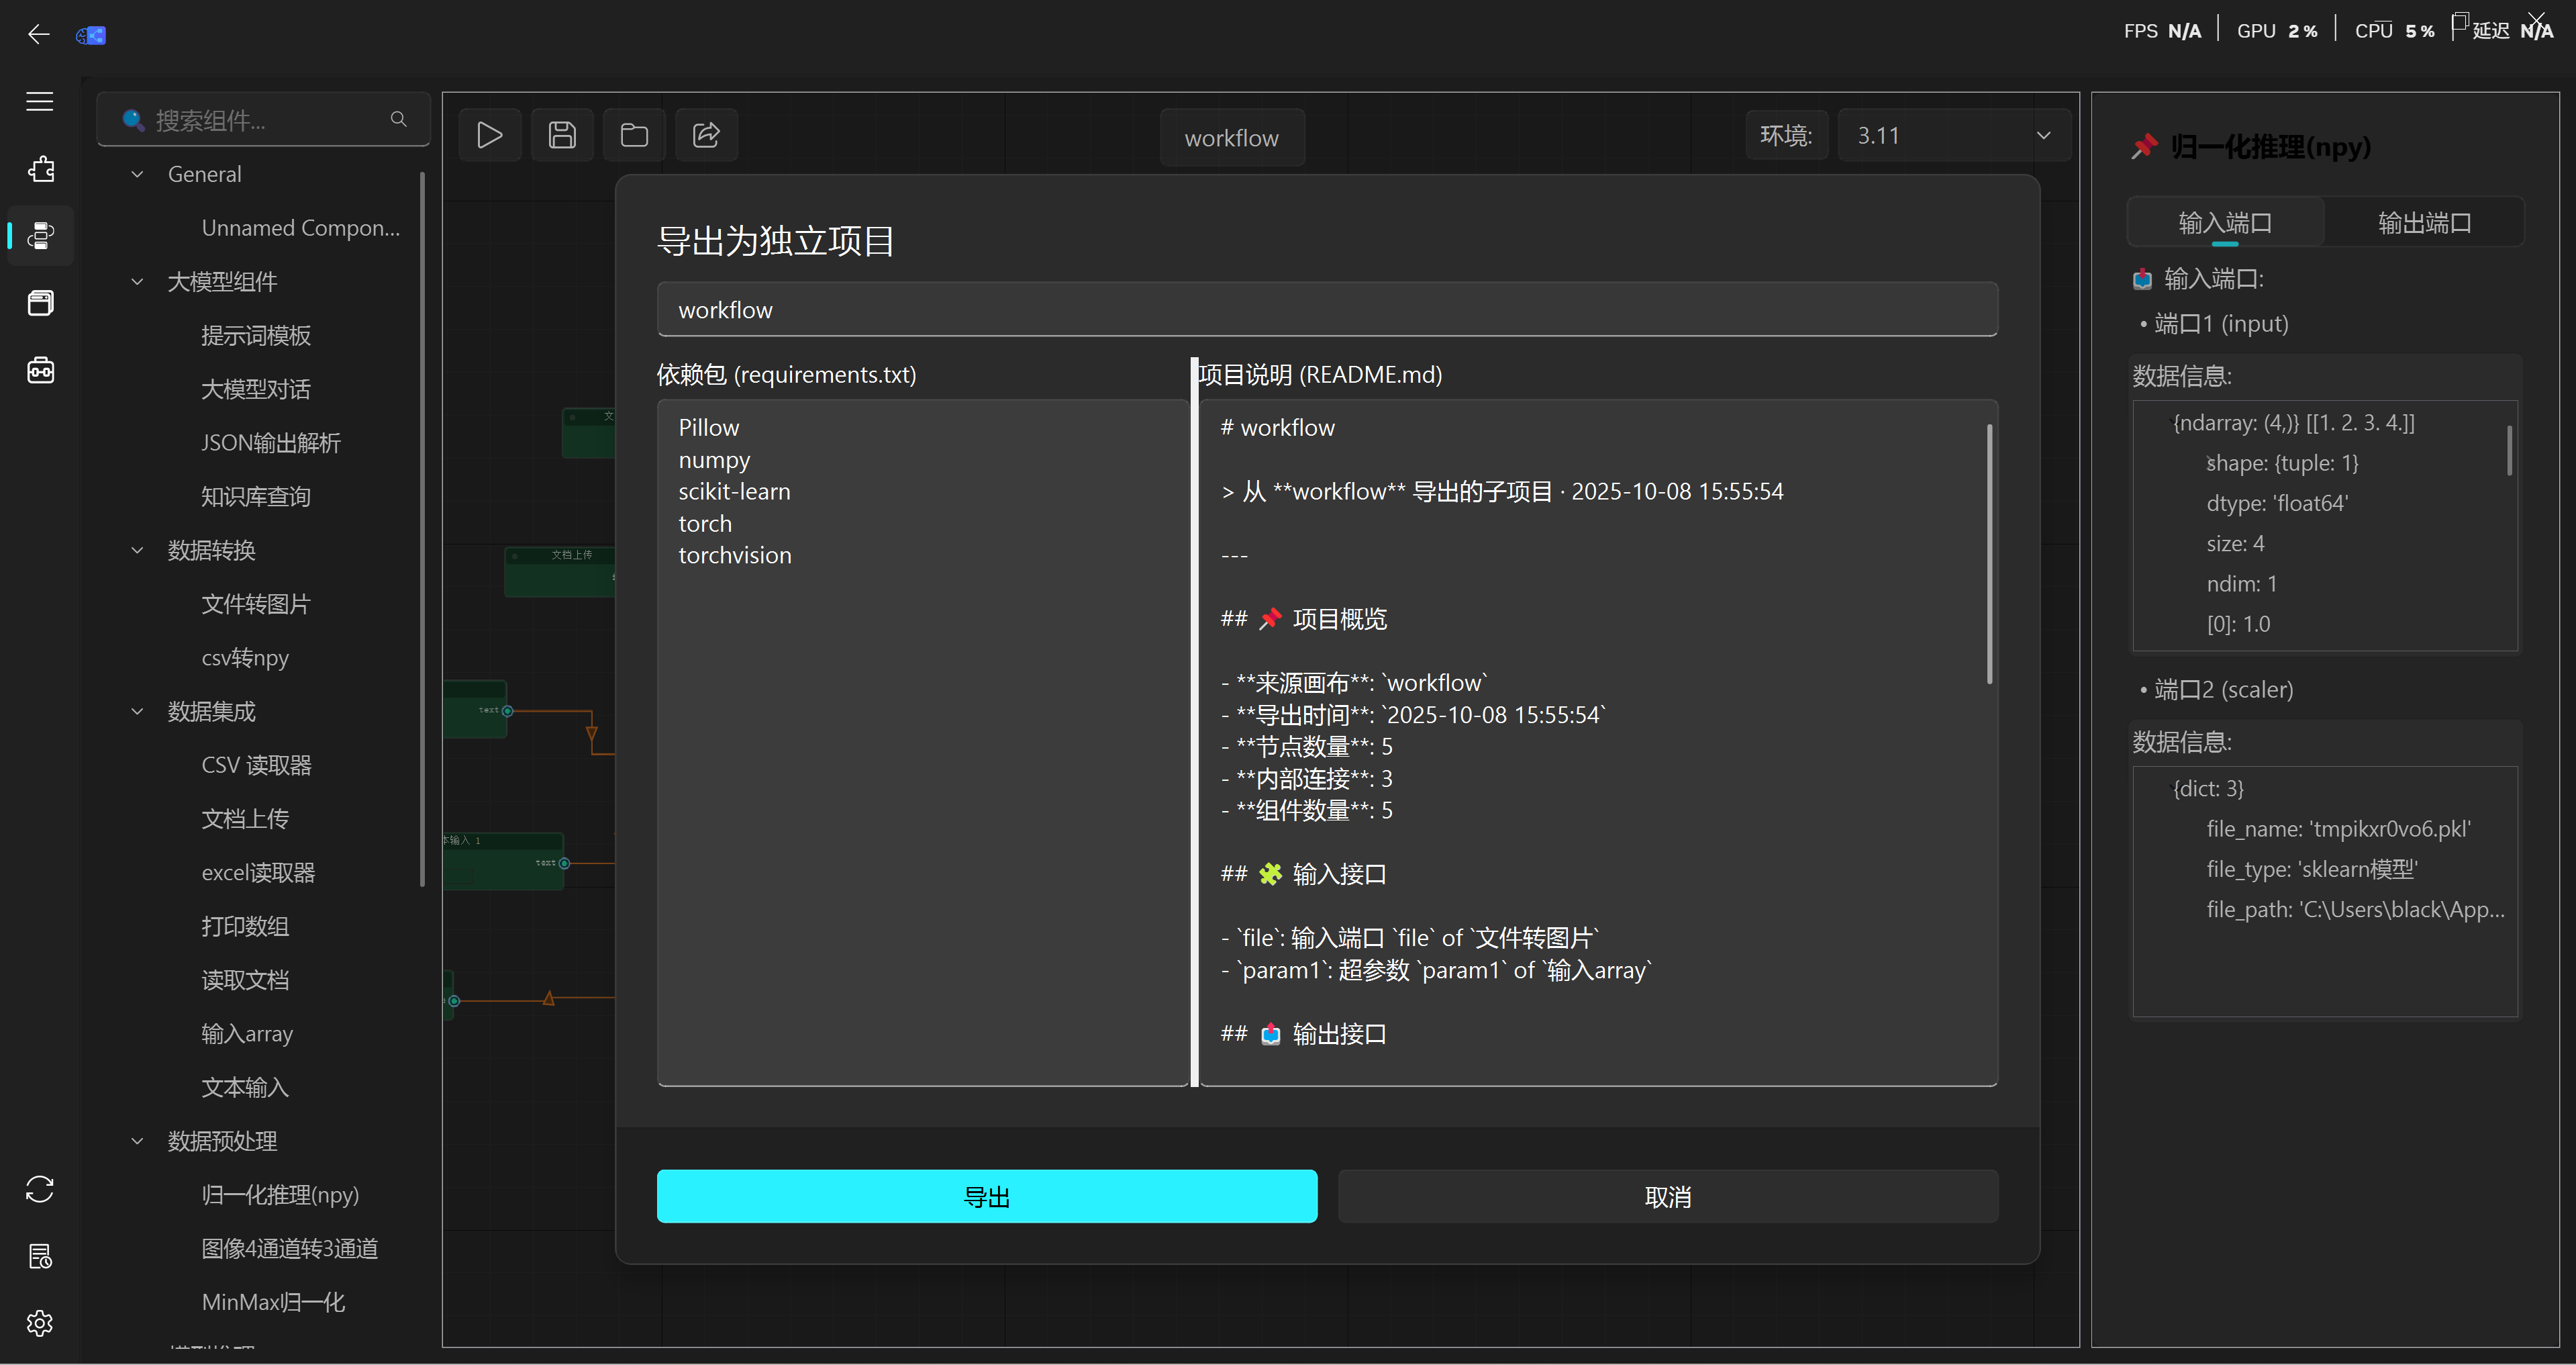 FPS N/A GPU 2 % CPU 5 % 延迟 N/A
搜索组件...
General
Unnamed Compon...
大模型组件
提示词模板
大模型对话
JSON输出解析
知识库查询
数据转换
文件转图片
csv转npy
数据集成
CSV 读取器
文档上传
excel读取器
打印数组
读取文档
输入array
文本输入
数据预处理
归一化推理(npy)
图像4通道转3通道
MinMax归一化
workflow
环境:
3.11
文档上传
text
本输入 1
text
导出为独立项目
workflow
依赖包 (requirements.txt)
Pillow
numpy
scikit-learn
torch
torchvision
项目说明 (README.md)
# workflow
> 从 **workflow** 导出的子项目 · 2025-10-08 15:55:54
---
## 📌 项目概览
- **来源画布**: `workflow`
- **导出时间**: `2025-10-08 15:55:54`
- **节点数量**: 5
- **内部连接**: 3
- **组件数量**: 5
## 🧩 输入接口
- `file`: 输入端口 `file` of `文件转图片`
- `param1`: 超参数 `param1` of `输入array`
## 📤 输出接口
导出
取消
📌 归一化推理(npy)
输入端口
输出端口
📥 输入端口:
• 端口1 (input)
数据信息:
{ndarray: (4,)} [[1. 2. 3. 4.]]
shape: {tuple: 1}
dtype: 'float64'
size: 4
ndim: 1
[0]: 1.0
• 端口2 (scaler)
数据信息:
{dict: 3}
file_name: 'tmpikxr0vo6.pkl'
file_type: 'sklearn模型'
file_path: 'C:\Users\black\App...